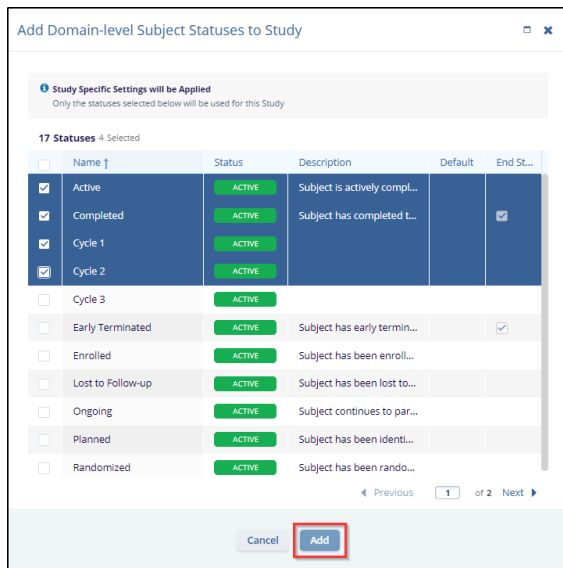 Add Domain-level Subject Statuses to Study
Study Specific Settings will be Applied
Only the statuses selected below will be used for this Study
17 Statuses 4 Selected
Name ↑ Status Description Default End St...
Active ACTIVE Subject is actively compl...
Completed ACTIVE Subject has completed t...
Cycle 1 ACTIVE
Cycle 2 ACTIVE
Cycle 3 ACTIVE
Early Terminated ACTIVE Subject has early termin...
Enrolled ACTIVE Subject has been enroll...
Lost to Follow-up ACTIVE Subject has been lost to...
Ongoing ACTIVE Subject continues to par...
Planned ACTIVE Subject has been identi...
Randomized ACTIVE Subject has been rando...
Previous 1 of 2 Next
Cancel Add